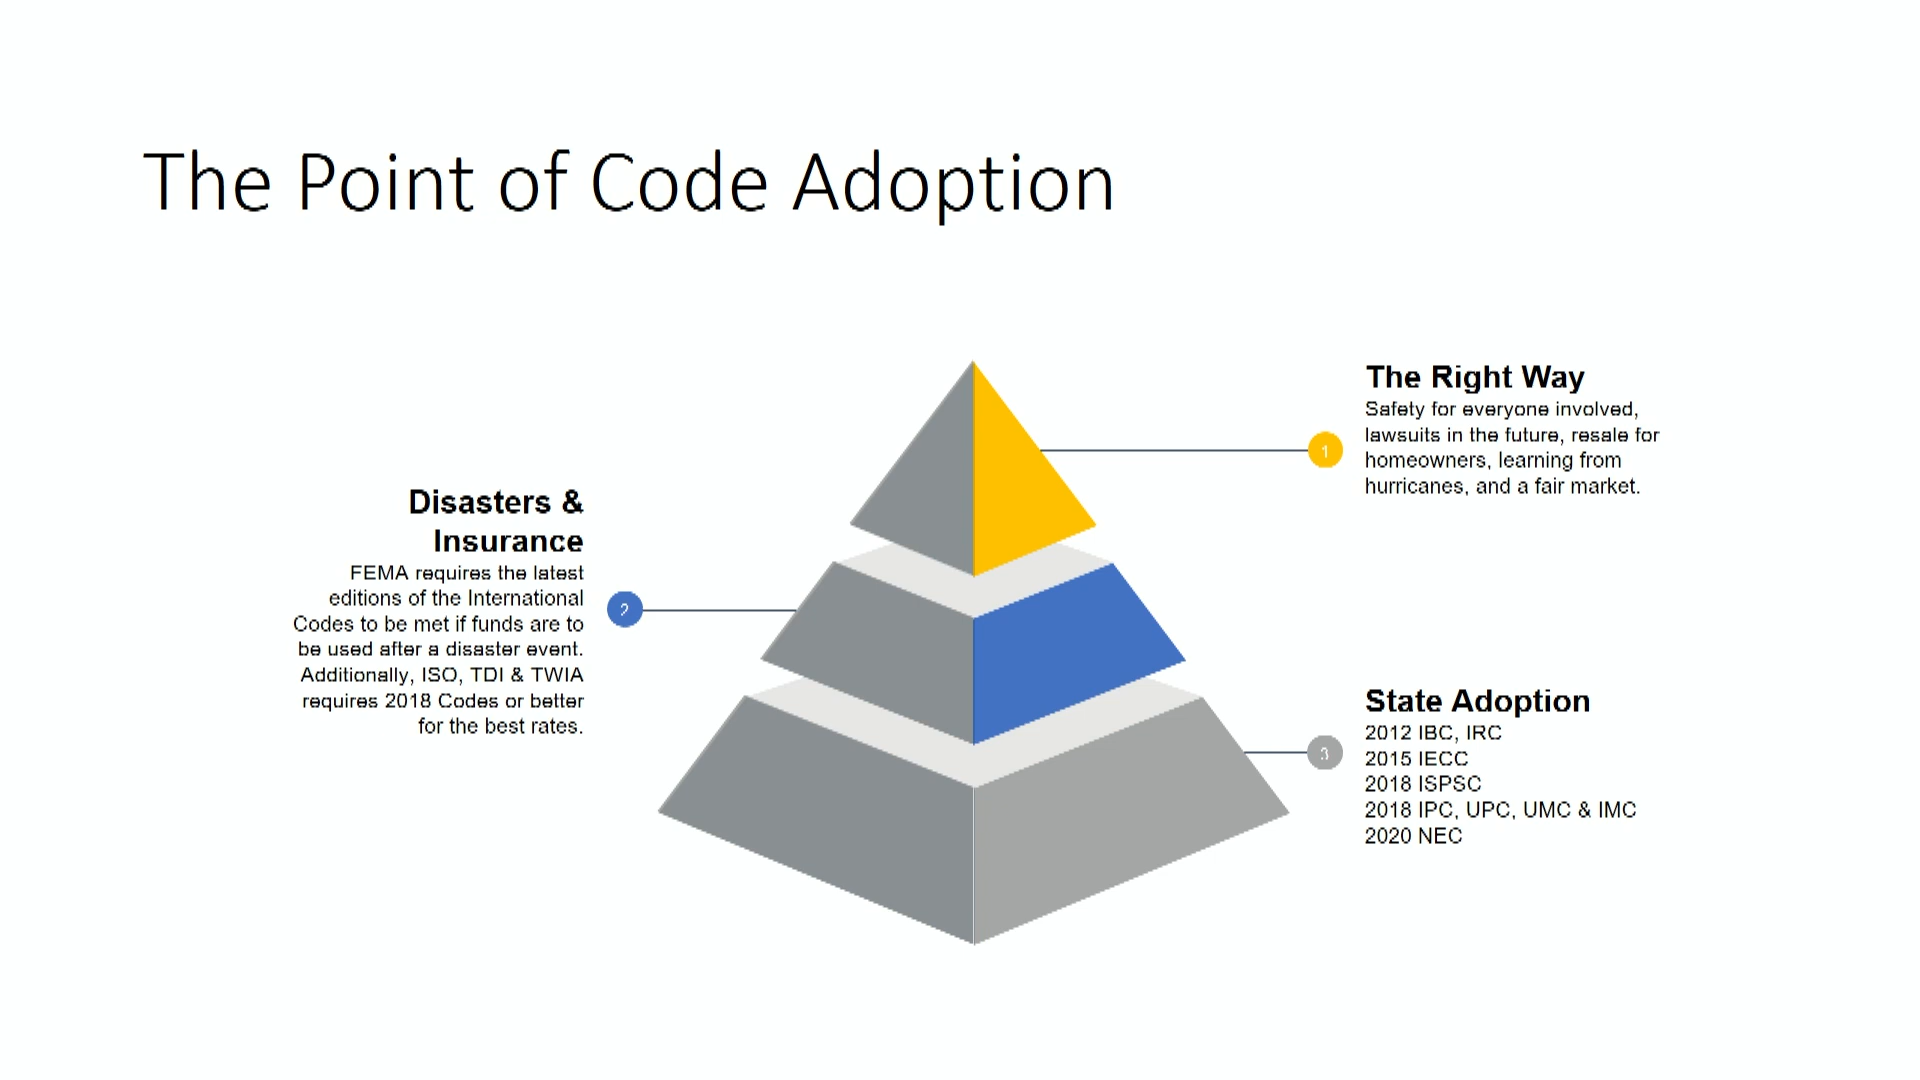 The Point of Code Adoption
The Right Way
Safety for everyone involved,
lawsuits in the future, resale for
homeowners, learning from
hurricanes, and a fair market.
1
Disasters &
Insurance
FEMA requires the latest
editions of the International
Codes to be met if funds are to
be used after a disaster event.
Additionally, ISO, TDI & TWIA
requires 2018 Codes or better
for the best rates.
2
State Adoption
2012 IBC, IRC
2015 IECC
2018 ISPSC
2018 IPC, UPC, UMC & IMC
2020 NEC
3